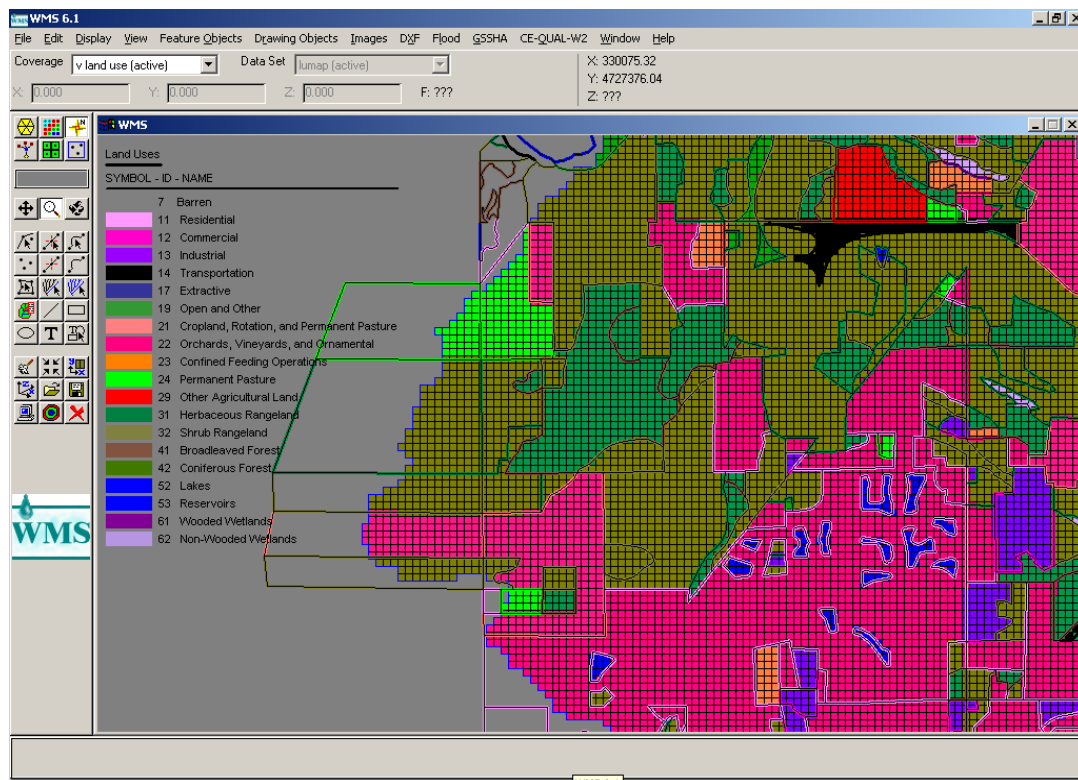 WMS 6.1
File Edit Display View Feature Objects Drawing Objects Images DXF Flood GSSHA CE-QUAL-W2 Window Help
Coverage v land use (active) Data Set lumap (active) X: 330075.32
Y: 4727376.04
X: 0.000 Y: 0.000 Z: 0.000 F: ??? Z: ???
WMS
Land Uses
SYMBOL - ID - NAME
7 Barren
11 Residential
12 Commercial
13 Industrial
14 Transportation
17 Extractive
19 Open and Other
21 Cropland, Rotation, and Permanent Pasture
22 Orchards, Vineyards, and Ornamental
23 Confined Feeding Operations
24 Permanent Pasture
29 Other Agricultural Land
31 Herbaceous Rangeland
32 Shrub Rangeland
41 Broadleaved Forest
42 Coniferous Forest
52 Lakes
53 Reservoirs
61 Wooded Wetlands
62 Non-Wooded Wetlands
T
WMS